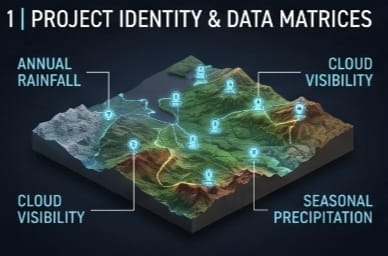 1 | PROJECT IDENTITY & DATA MATRICES
ANNUAL
RAINFALL
CLOUD
VISIBILITY
CLOUD
VISIBILITY
SEASONAL
PRECIPITATION